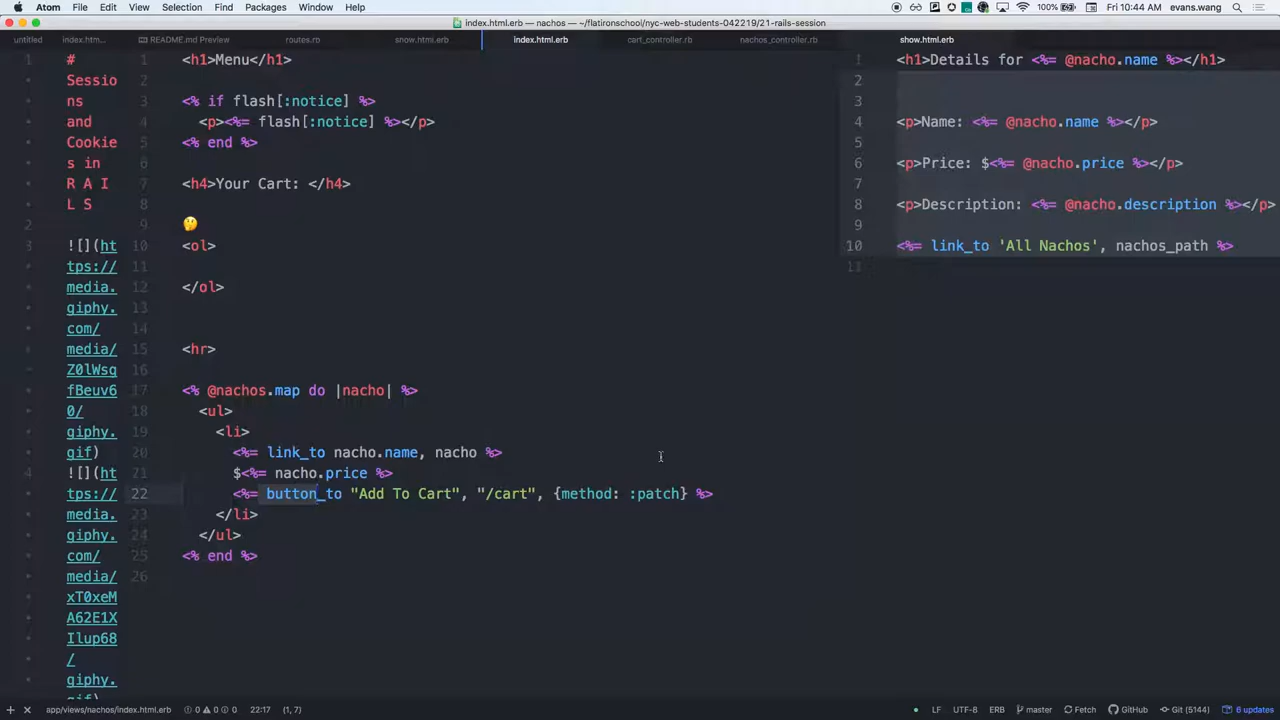 Atom File Edit View Selection Find Packages Window Help 100% Fri 10:44 AM evans.wang
index.html.erb — nachos — ~/flatironschool/nyc-web-students-042219/21-rails-session
untitled index.htm... README.md Preview routes.rb snow.html.erb index.html.erb cart_controller.rb nachos_controller.rb show.html.erb
1 #
Sessio
ns
and
Cookie
s in
R A I
L S
2
3 ![](ht
tps://
media.
giphy.
com/
media/
Z0lWsq
fBeuv6
0/
giphy.
gif)
4 ![](ht
tps://
media.
giphy.
com/
media/
xT0xeM
A62E1X
Ilup68
/
giphy.
gif)
1 <h1>Menu</h1>
2
3 <% if flash[:notice] %>
4 <p><%= flash[:notice] %></p>
5 <% end %>
6
7 <h4>Your Cart: </h4>
8
9 🤔
10 <ol>
11
12 </ol>
13
14
15 <hr>
16
17 <% @nachos.map do |nacho| %>
18 <ul>
19 <li>
20 <%= link_to nacho.name, nacho %>
21 $<%= nacho.price %>
22 <%= button_to "Add To Cart", "/cart", {method: :patch} %>
23 </li>
24 </ul>
25 <% end %>
26
1 <h1>Details for <%= @nacho.name %></h1>
2
3
4 <p>Name: <%= @nacho.name %></p>
5
6 <p>Price: $<%= @nacho.price %></p>
7
8 <p>Description: <%= @nacho.description %></p>
9
10 <%= link_to 'All Nachos', nachos_path %>
11
app/views/nachos/index.html.erb 0 0 0 22:17 (1, 7) LF UTF-8 ERB master Fetch GitHub Git (5144) 6 updates